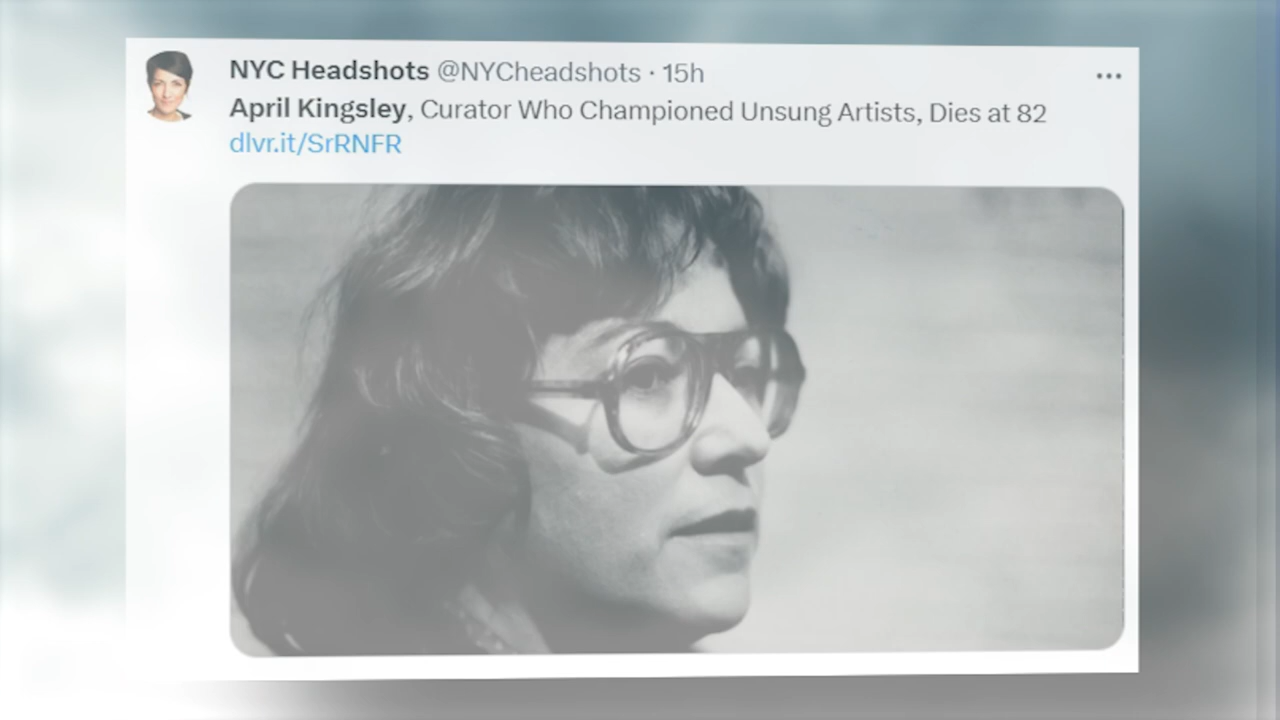 NYC Headshots @NYCheadshots · 15h
April Kingsley, Curator Who Championed Unsung Artists, Dies at 82
dlvr.it/SrRNFR